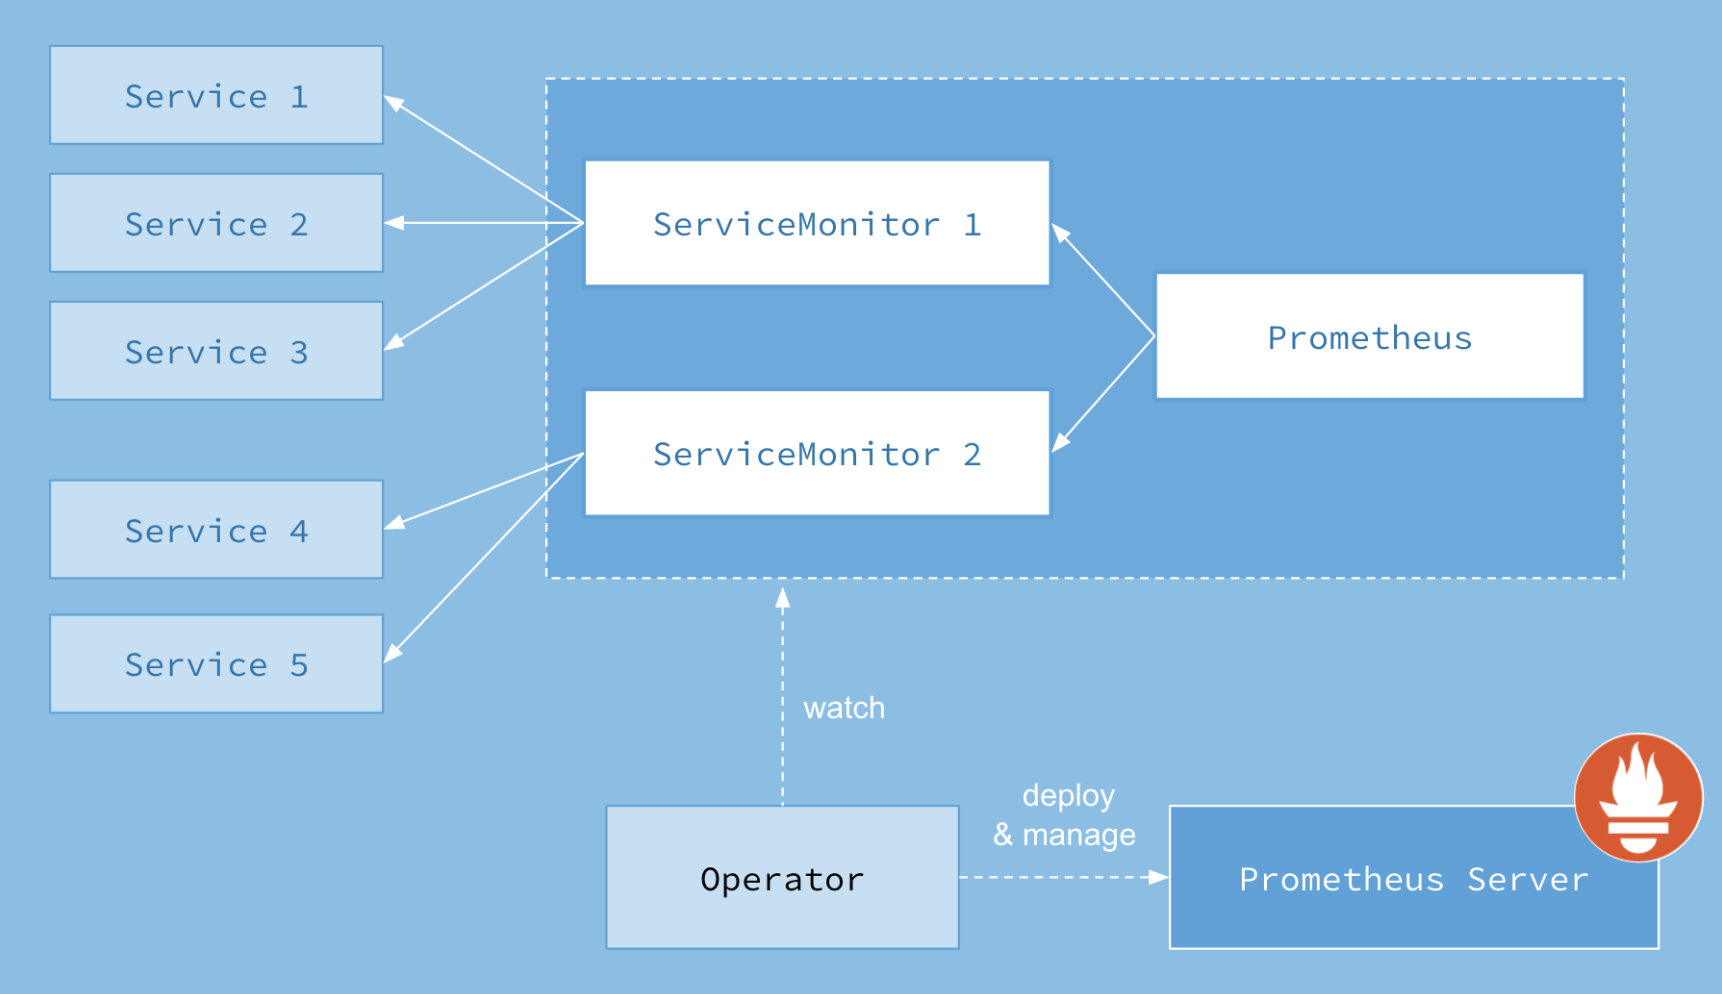 Service 1
Service 2
Service 3
Service 4
Service 5
ServiceMonitor 1
ServiceMonitor 2
Prometheus
watch
Operator
deploy
& manage
Prometheus Server